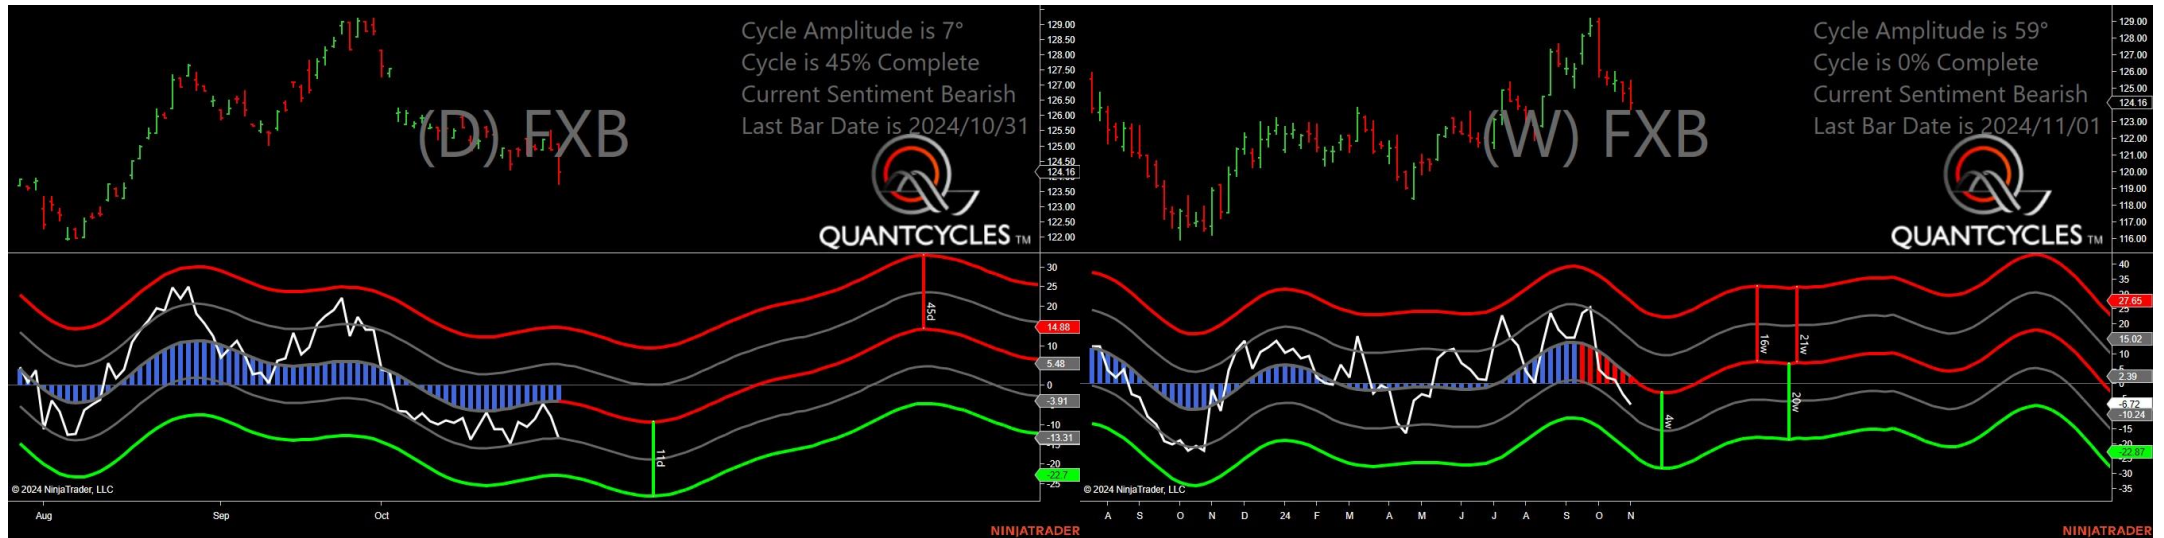 Cycle Amplitude is 7°
Cycle is 45% Complete
Current Sentiment Bearish
Last Bar Date is 2024/10/31
(D) FXB
QUANTCYCLES TM
129.00
128.50
128.00
127.50
127.00
126.50
126.00
125.50
125.00
124.50
124.16
123.50
123.00
122.50
122.00
45d
11d
30
25
20
14.88
10
5.48
0
-3.91
-10
-13.31
-20
-22.7
-25
© 2024 NinjaTrader, LLC
Aug
Sep
Oct
NINJATRADER
Cycle Amplitude is 59°
Cycle is 0% Complete
Current Sentiment Bearish
Last Bar Date is 2024/11/01
(W) FXB
QUANTCYCLES TM
129.00
128.00
127.00
126.00
125.00
124.16
123.00
122.00
121.00
120.00
119.00
118.00
117.00
116.00
16w
21w
4w
20w
40
35
27.65
25
20
15.02
10
2.39
-6.72
-10.24
-15
-22.87
-30
-35
© 2024 NinjaTrader, LLC
A S O N D 24 F M A M J J A S O N
NINJATRADER